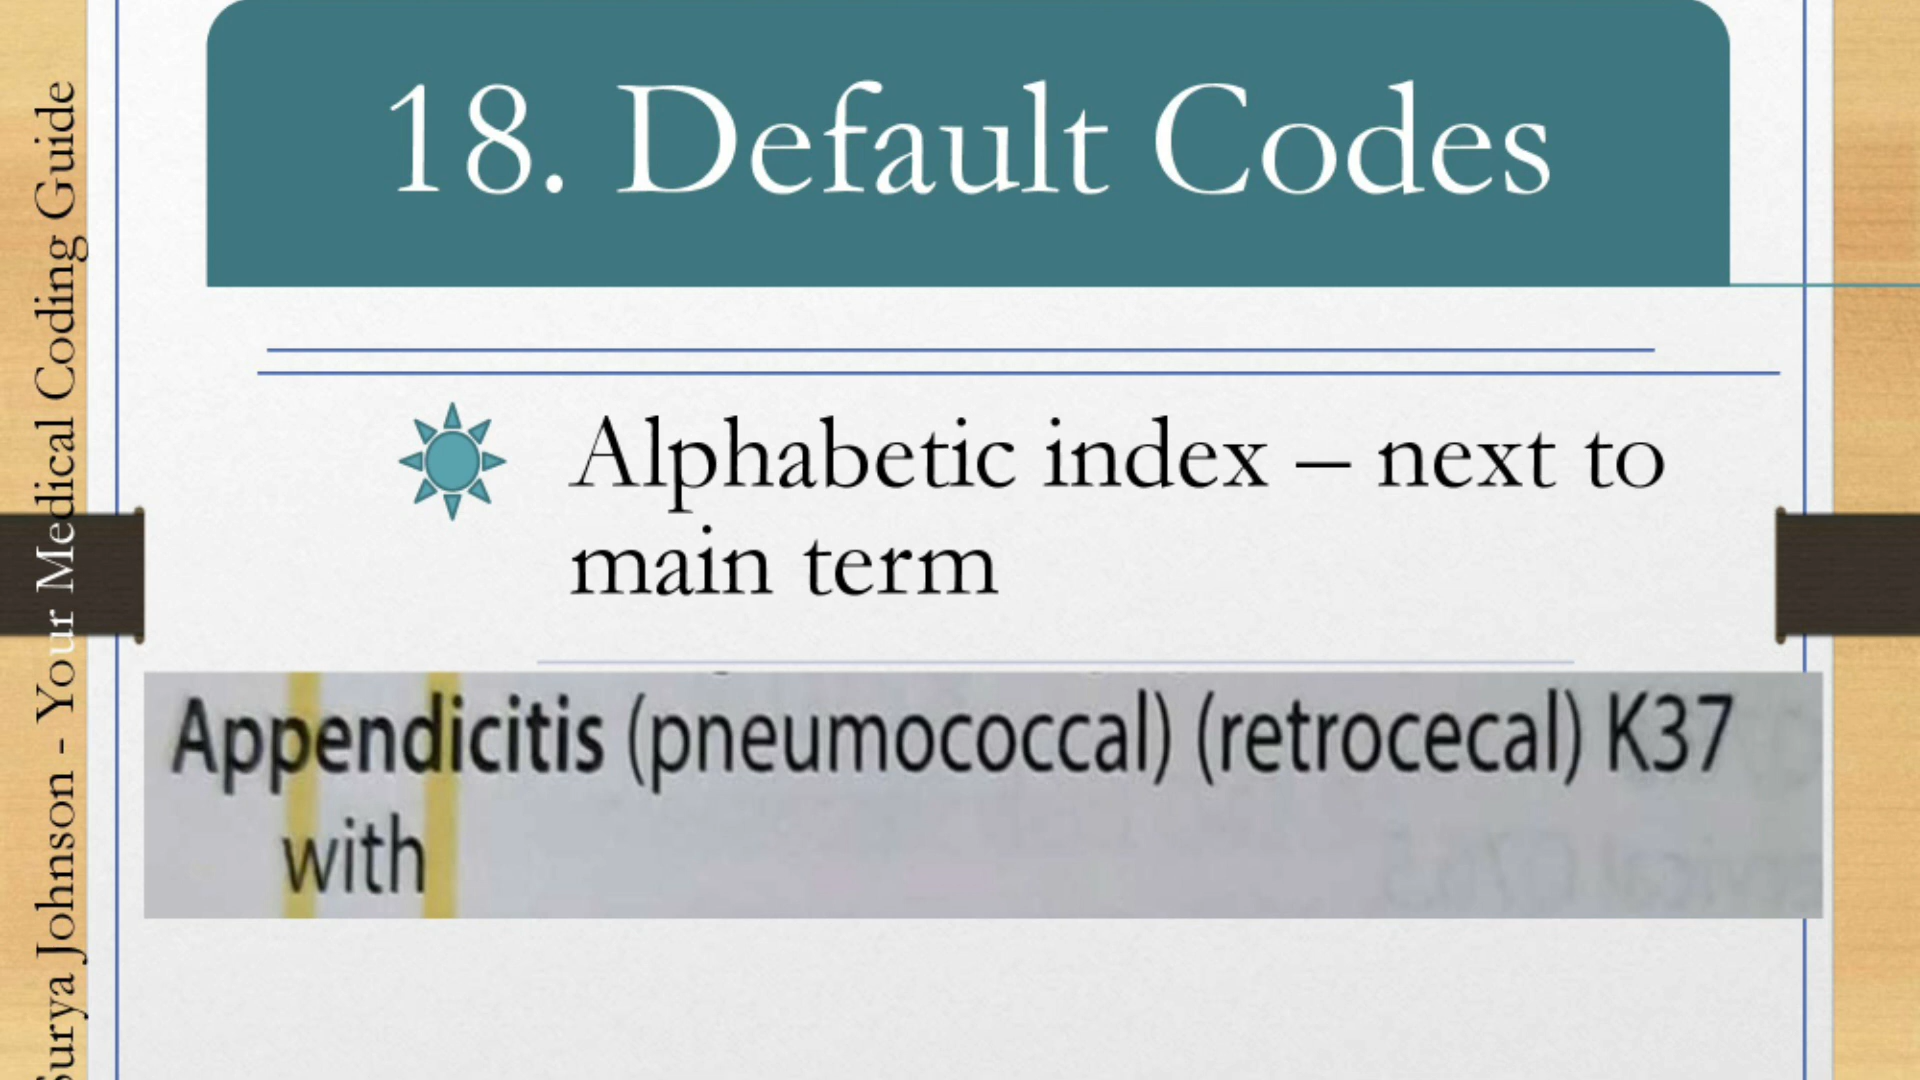 18. Default Codes
Alphabetic index – next to
main term
Appendicitis (pneumococcal) (retrocecal) K37
with
Surya Johnson - Your Medical Coding Guide